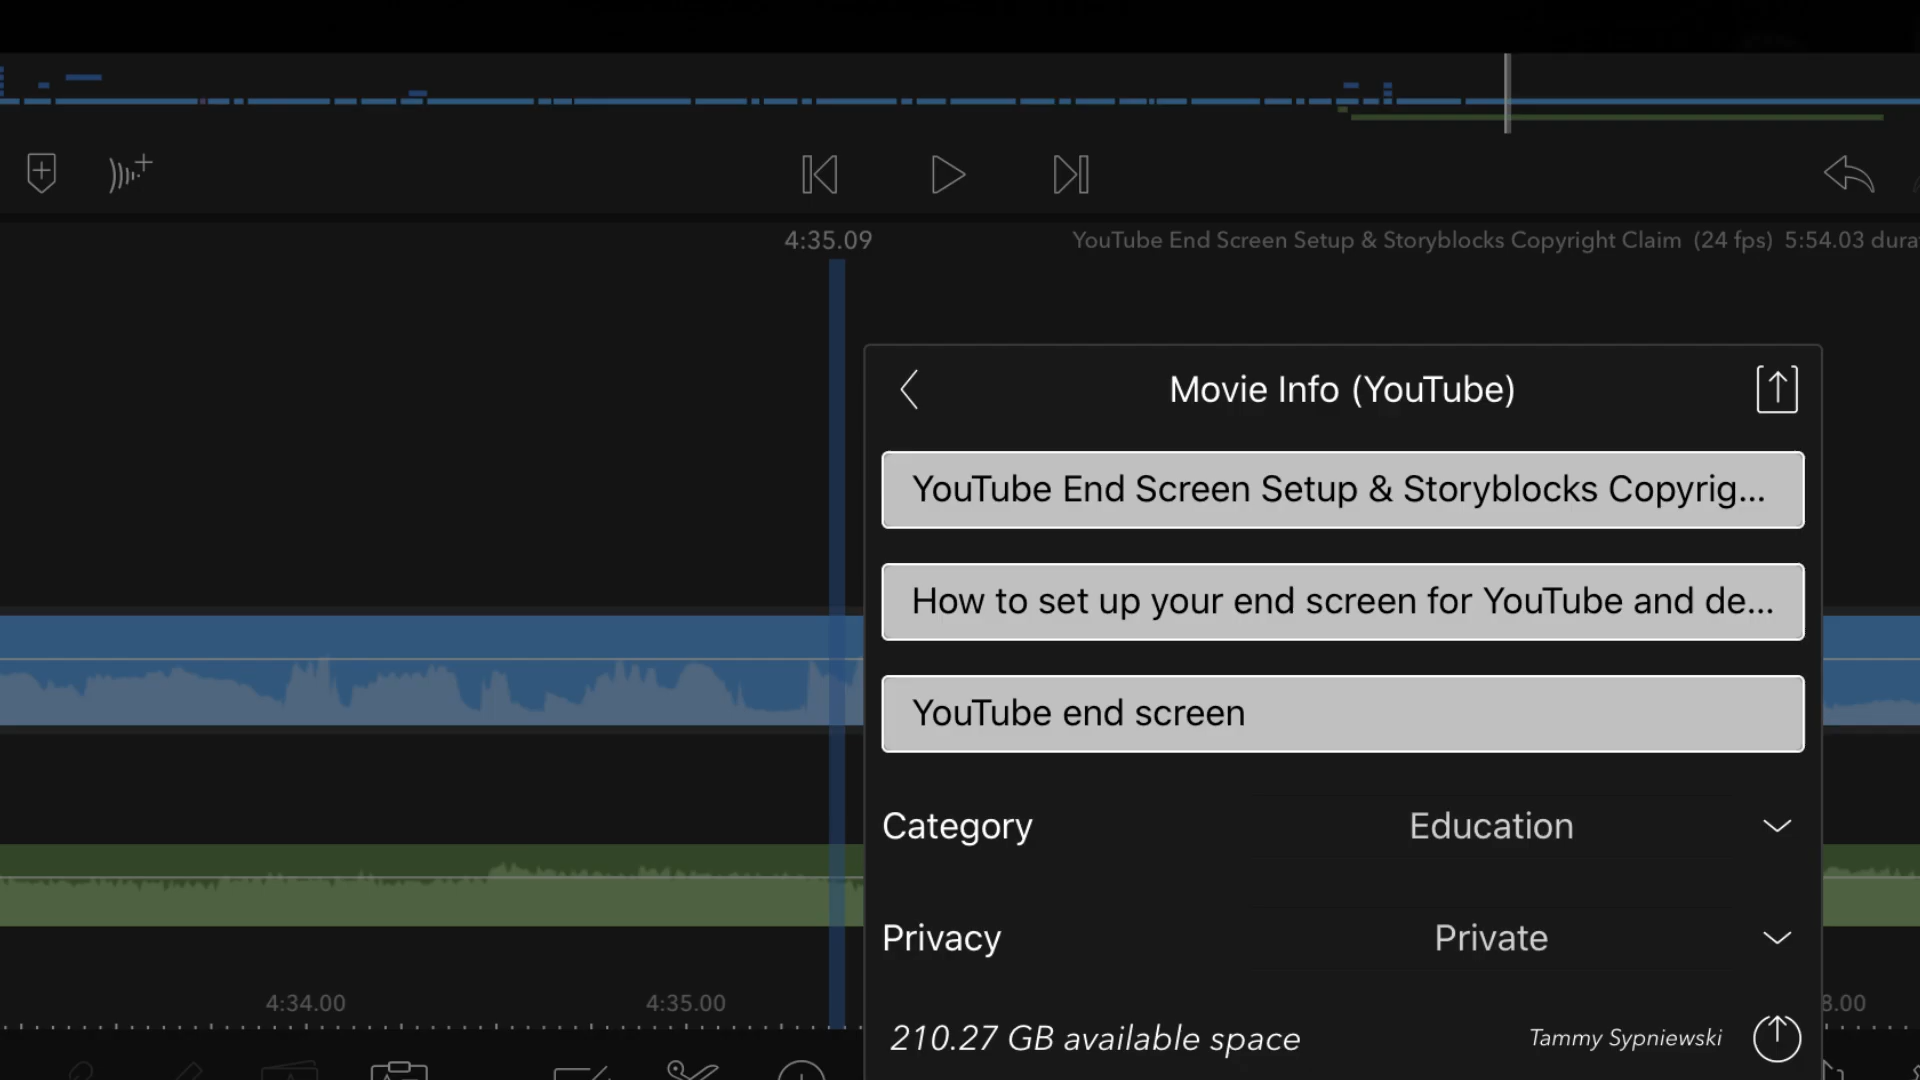 4:35.09
YouTube End Screen Setup & Storyblocks Copyright Claim (24 fps) 5:54.03 dura
Movie Info (YouTube)
YouTube End Screen Setup & Storyblocks Copyrig...
How to set up your end screen for YouTube and de...
YouTube end screen
Category Education
Privacy Private
4:34.00 4:35.00 8.00
210.27 GB available space Tammy Sypniewski